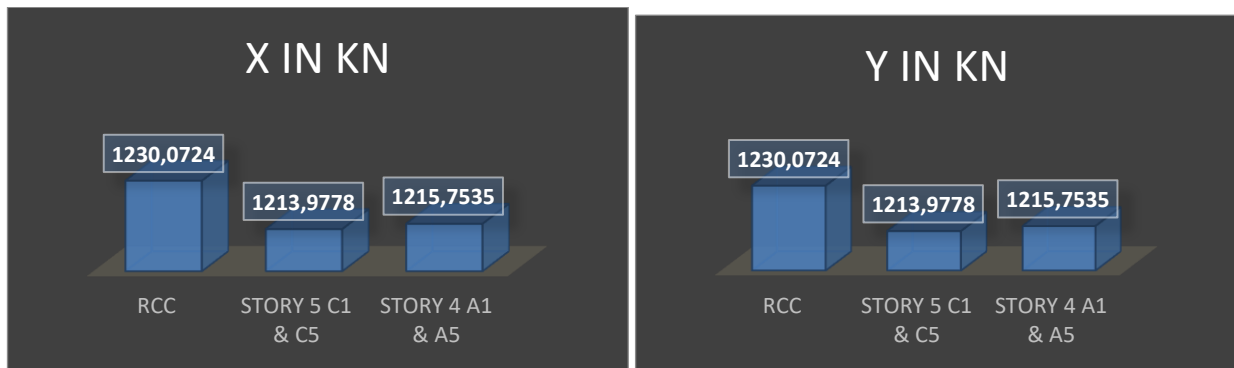 X IN KN
1230,0724
1213,9778
1215,7535
RCC
STORY 5 C1
& C5
STORY 4 A1
& A5
Y IN KN
1230,0724
1213,9778
1215,7535
RCC
STORY 5 C1
& C5
STORY 4 A1
& A5